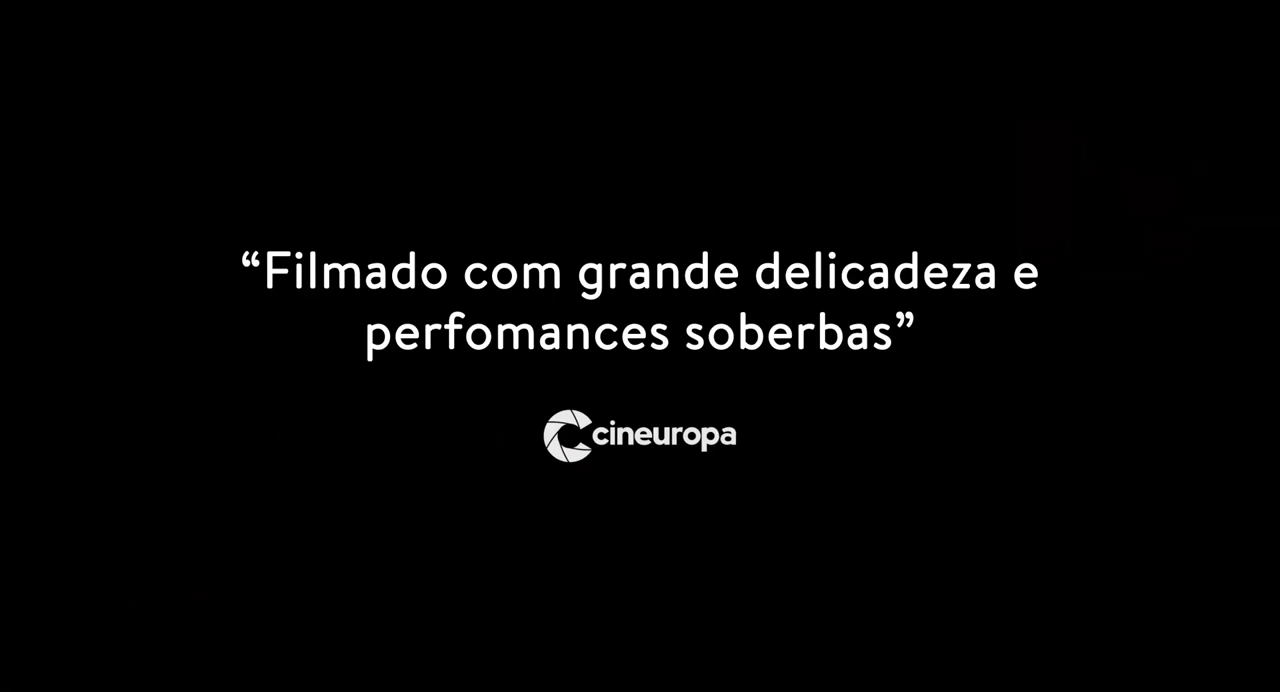 “Filmado com grande delicadeza e
perfomances soberbas”
cineuropa